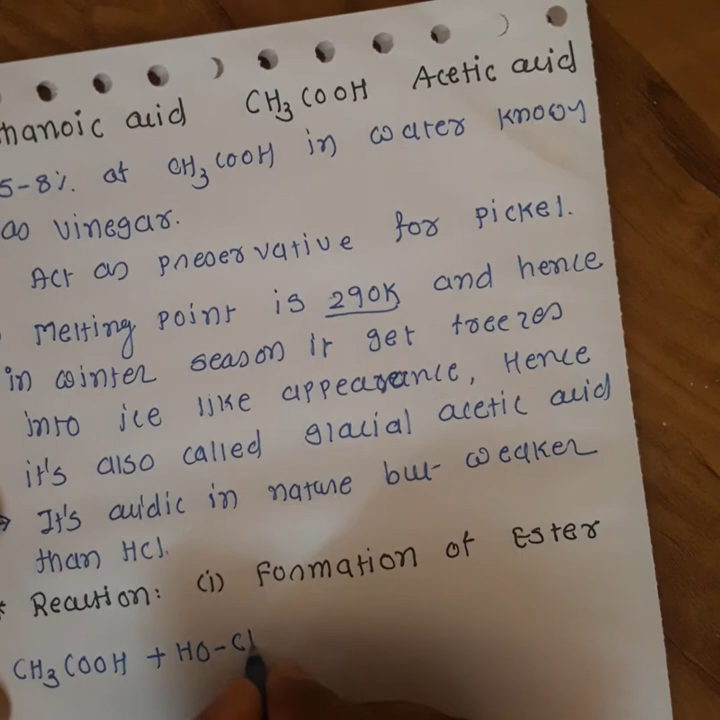 hanoic acid CH3COOH Acetic acid
5-8% of CH3COOH in water known
as vinegar.
Act as preservative for pickel.
Melting point is 290K and hence
in winter season it get freezes
into ice like appearance, Hence
it's also called glacial acetic acid
→ It's acidic in nature but weaker
than HCl.
* Reaction: (i) Formation of Ester
CH3COOH + HO-C